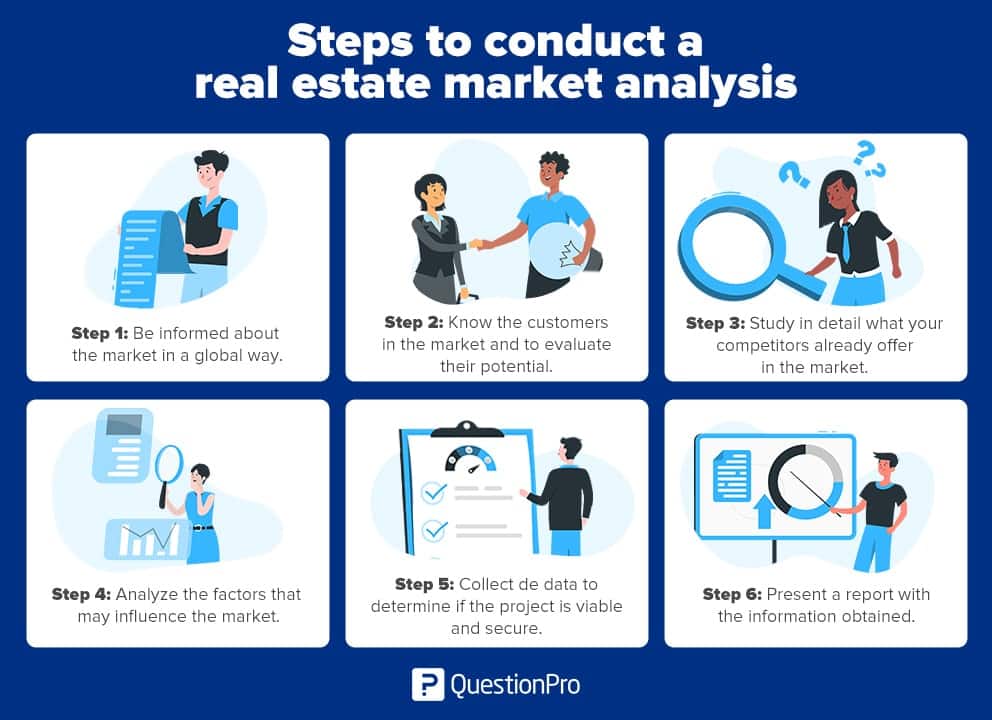 Steps to conduct a
real estate market analysis
Step 1: Be informed about
the market in a global way.
Step 2: Know the customers
in the market and to evaluate
their potential.
Step 3: Study in detail what your
competitors already offer
in the market.
Step 4: Analyze the factors that
may influence the market.
Step 5: Collect de data to
determine if the project is viable
and secure.
Step 6: Present a report with
the information obtained.
QuestionPro